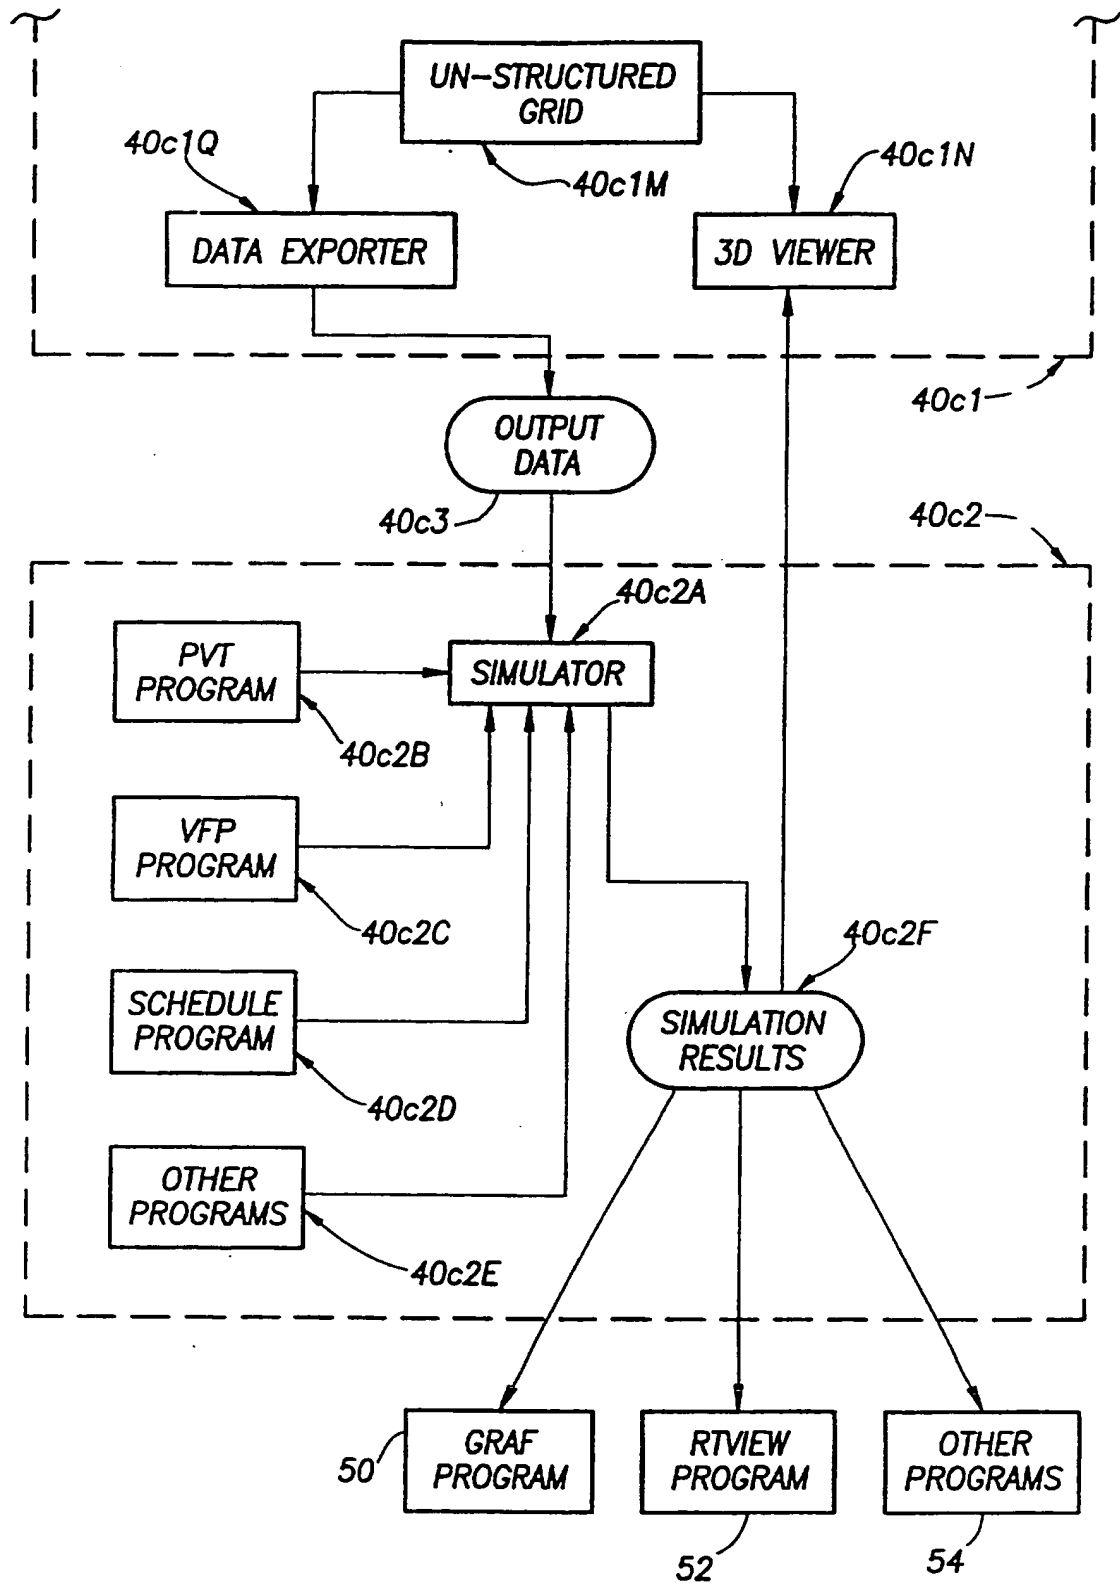 UN-STRUCTURED
GRID
40c1Q
40c1M
40c1N
DATA EXPORTER
3D VIEWER
40c1
OUTPUT
DATA
40c3
40c2
40c2A
PVT
PROGRAM
SIMULATOR
40c2B
VFP
PROGRAM
40c2C
40c2F
SCHEDULE
PROGRAM
SIMULATION
RESULTS
40c2D
OTHER
PROGRAMS
40c2E
GRAF
PROGRAM
50
RTVIEW
PROGRAM
52
OTHER
PROGRAMS
54